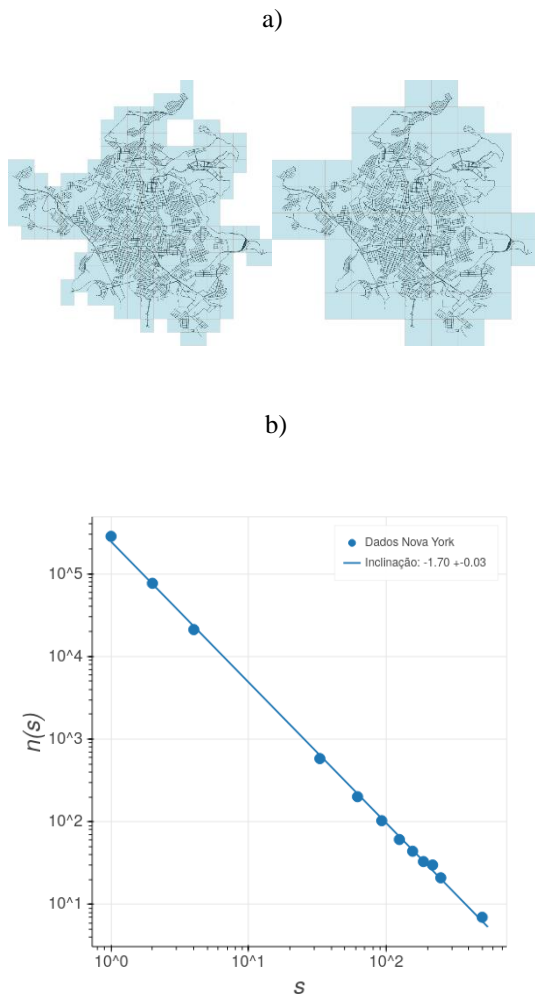 a)
b)
Dados Nova York
Inclinação: -1.70 +-0.03
10^5
10^4
10^3
10^2
10^1
n(s)
10^0
10^1
10^2
s